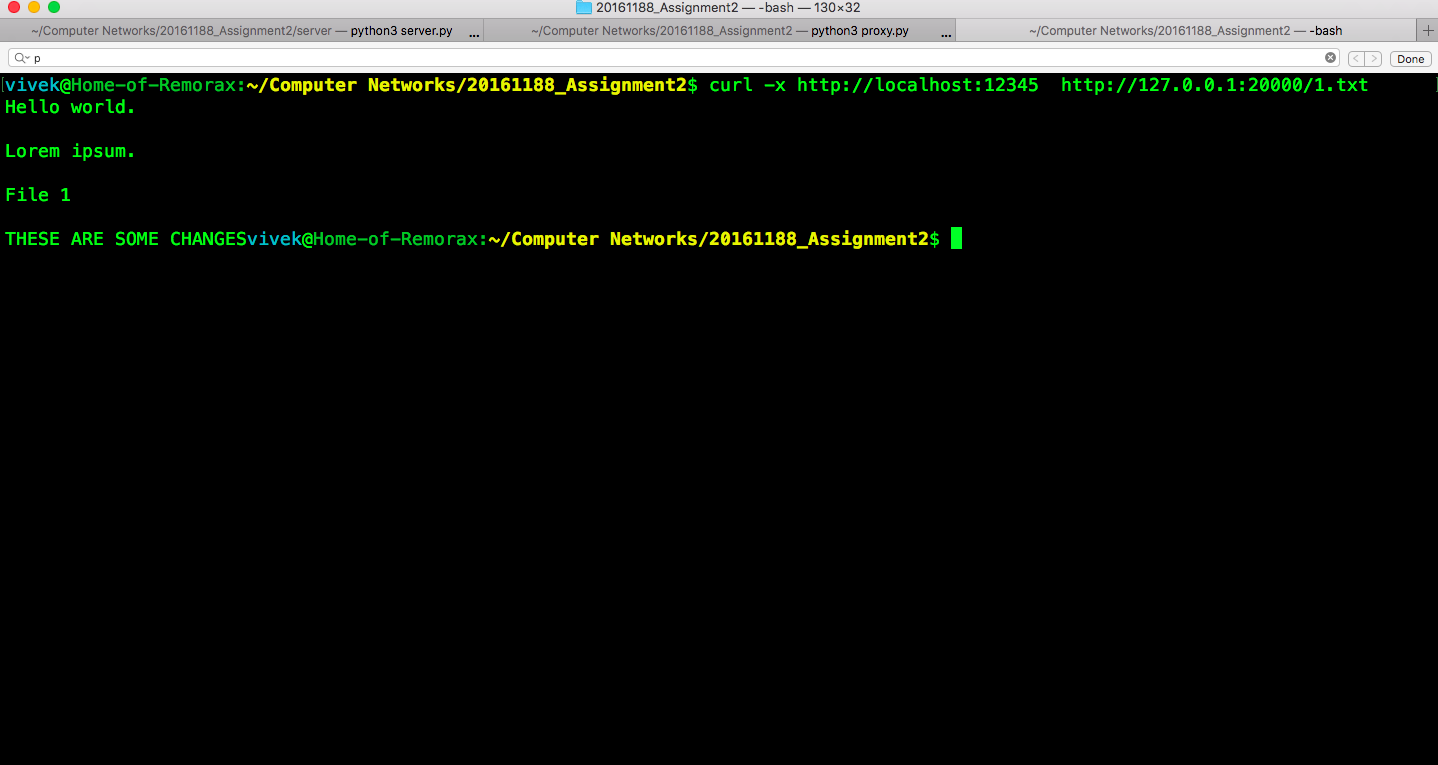 20161188_Assignment2 — -bash — 130×32
~/Computer Networks/20161188_Assignment2/server — python3 server.py ... ~/Computer Networks/20161188_Assignment2 — python3 proxy.py ... ~/Computer Networks/20161188_Assignment2 — -bash +
p Done
vivek@Home-of-Remorax:~/Computer Networks/20161188_Assignment2$ curl -x http://localhost:12345  http://127.0.0.1:20000/1.txt
Hello world.
Lorem ipsum.
File 1
THESE ARE SOME CHANGESvivek@Home-of-Remorax:~/Computer Networks/20161188_Assignment2$